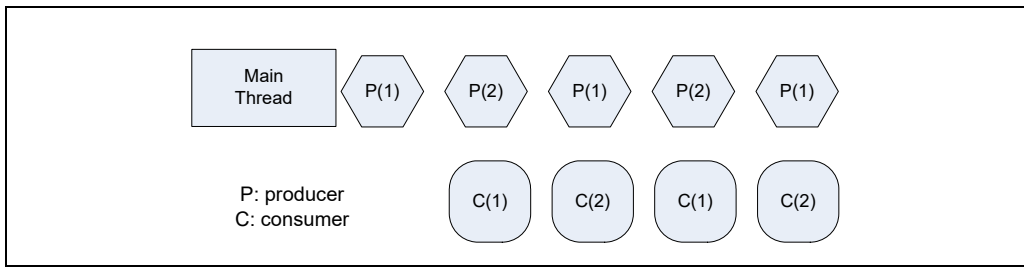 Main
Thread
P(1) P(2) P(1) P(2) P(1)
C(1) C(2) C(1) C(2)
P: producer
C: consumer